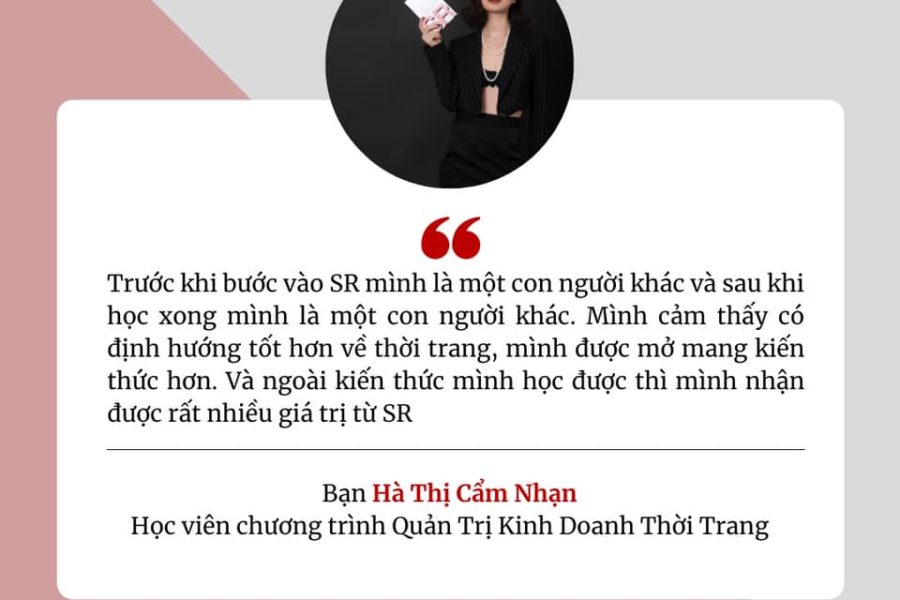 Trước khi bước vào SR mình là một con người khác và sau khi
học xong mình là một con người khác. Mình cảm thấy có
định hướng tốt hơn về thời trang, mình được mở mang kiến
thức hơn. Và ngoài kiến thức mình học được thì mình nhận
được rất nhiều giá trị từ SR
Bạn Hà Thị Cẩm Nhạn
Học viên chương trình Quản Trị Kinh Doanh Thời Trang